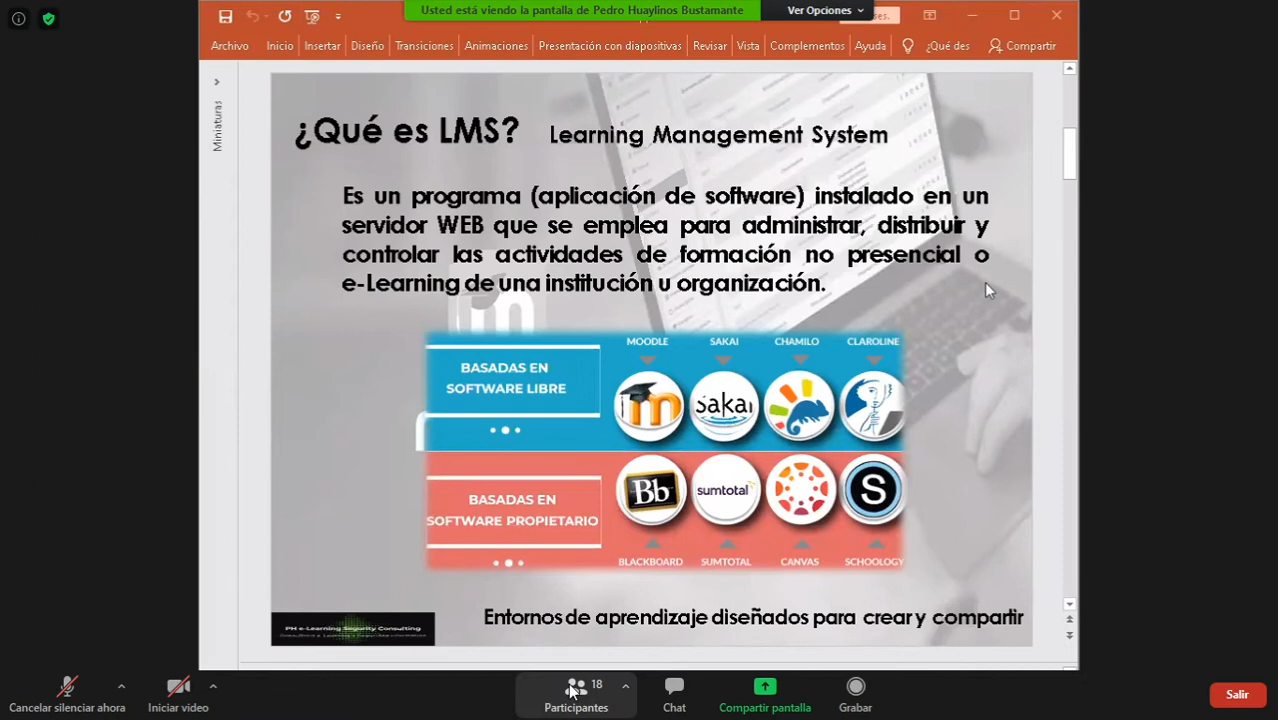 Usted está viendo la pantalla de Pedro Huaylinos Bustamante
Ver Opciones
Archivo Inicio Insertar Diseño Transiciones Animaciones Presentación con diapositivas Revisar Vista Complementos Ayuda ¿Qué des Compartir
Miniaturas
¿Qué es LMS? Learning Management System
Es un programa (aplicación de software) instalado en un
servidor WEB que se emplea para administrar, distribuir y
controlar las actividades de formación no presencial o
e-Learning de una institución u organización.
MOODLE SAKAI CHAMILO CLAROLINE
BASADAS EN
SOFTWARE LIBRE
m
sakai
BASADAS EN
SOFTWARE PROPIETARIO
Bb
sumtotal
S
BLACKBOARD SUMTOTAL CANVAS SCHOOLOGY
Entornos de aprendizaje diseñados para crear y compartir
PH e-Learning Segurity Consulting
18
Cancelar silenciar ahora
Iniciar video
Participantes
Chat
Compartir pantalla
Grabar
Salir